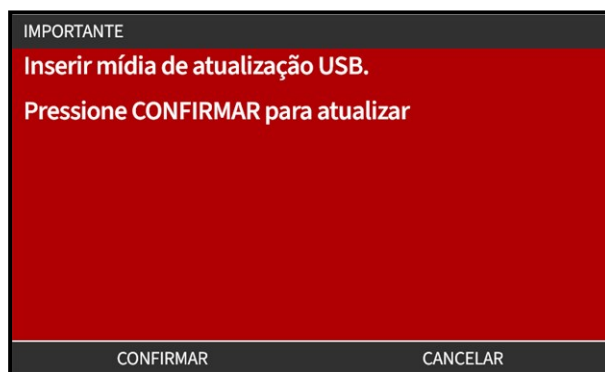 IMPORTANTE
Inserir mídia de atualização USB.
Pressione CONFIRMAR para atualizar
CONFIRMAR CANCELAR